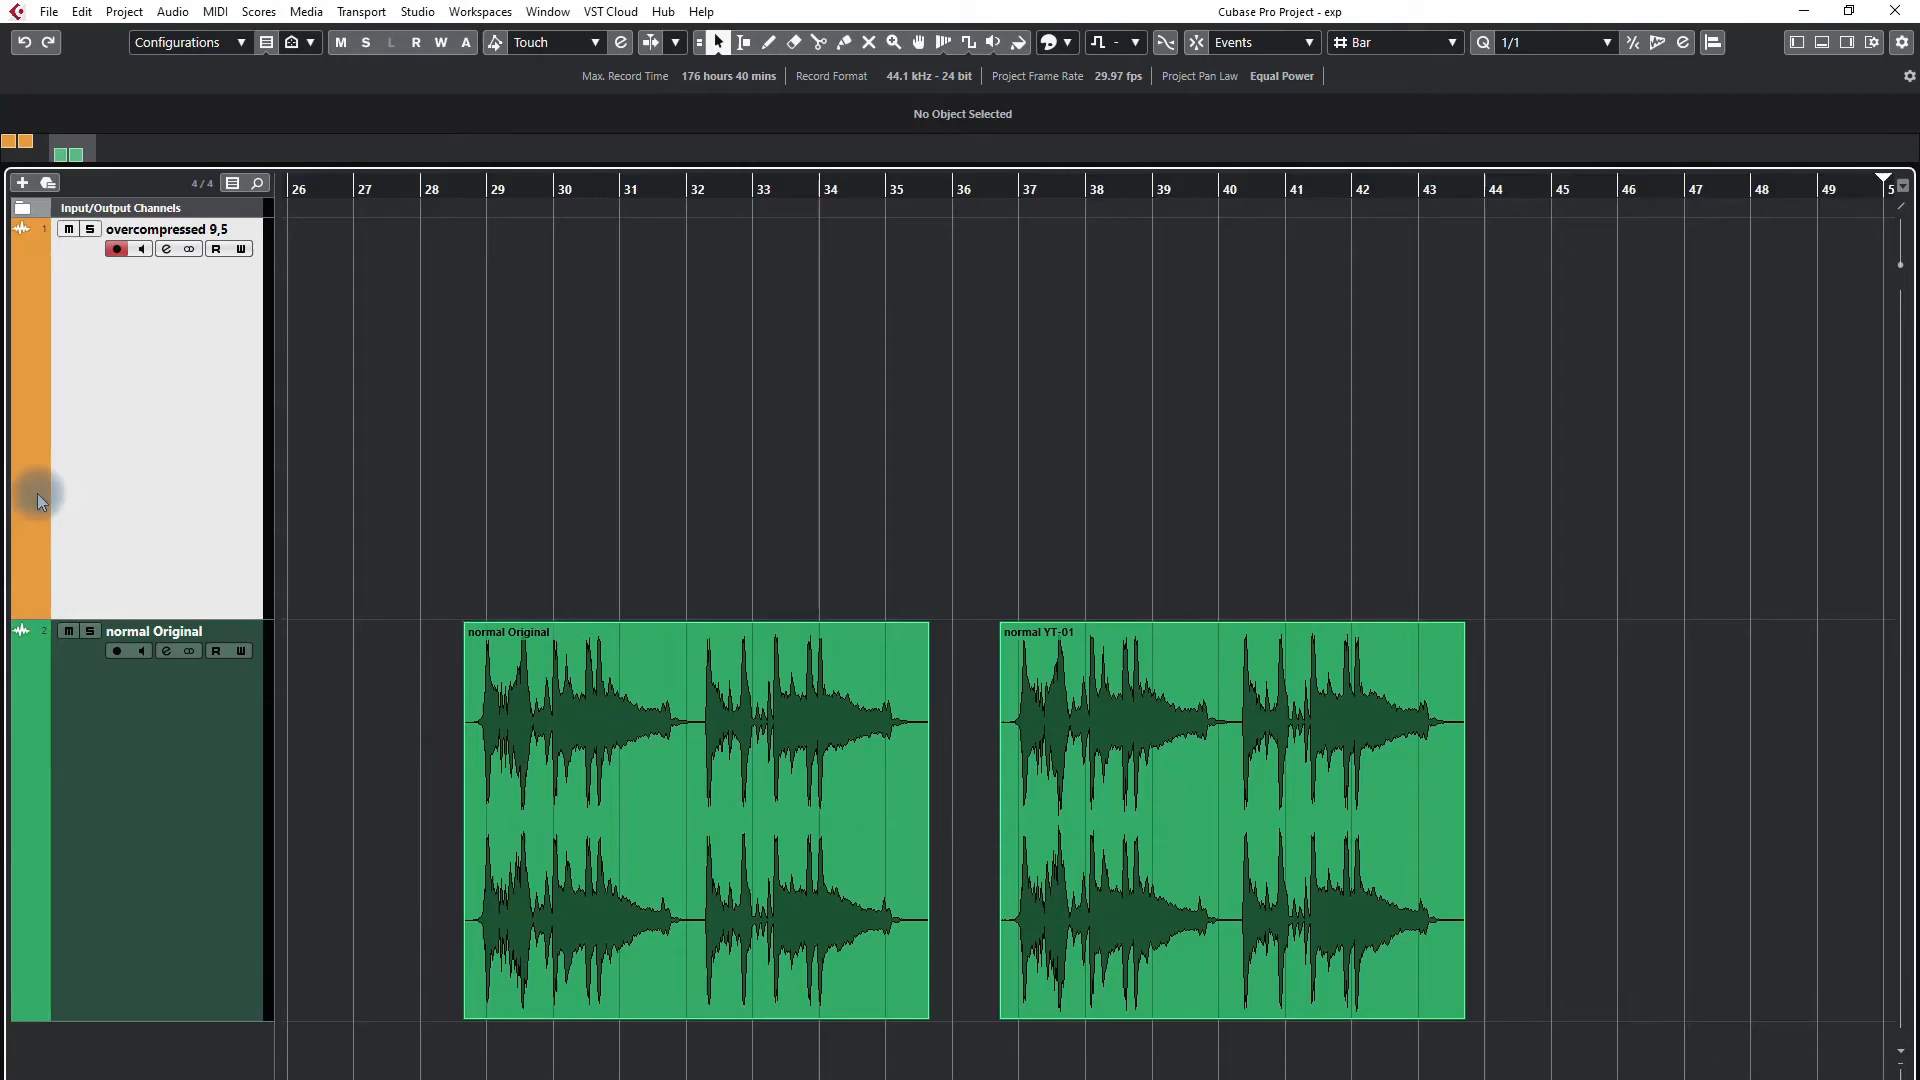 File Edit Project Audio MIDI Scores Media Transport Studio Workspaces Window VST Cloud Hub Help
Cubase Pro Project - exp
Configurations
M S L R W A
Touch
Events
Bar
Q 1/1
Max. Record Time 176 hours 40 mins
Record Format 44.1 kHz - 24 bit
Project Frame Rate 29.97 fps
Project Pan Law Equal Power
No Object Selected
4 / 4
26 27 28 29 30 31 32 33 34 35 36 37 38 39 40 41 42 43 44 45 46 47 48 49 5
Input/Output Channels
1 m s overcompressed 9,5
e R W
2 m s normal Original
e R W
normal Original
normal YT-01